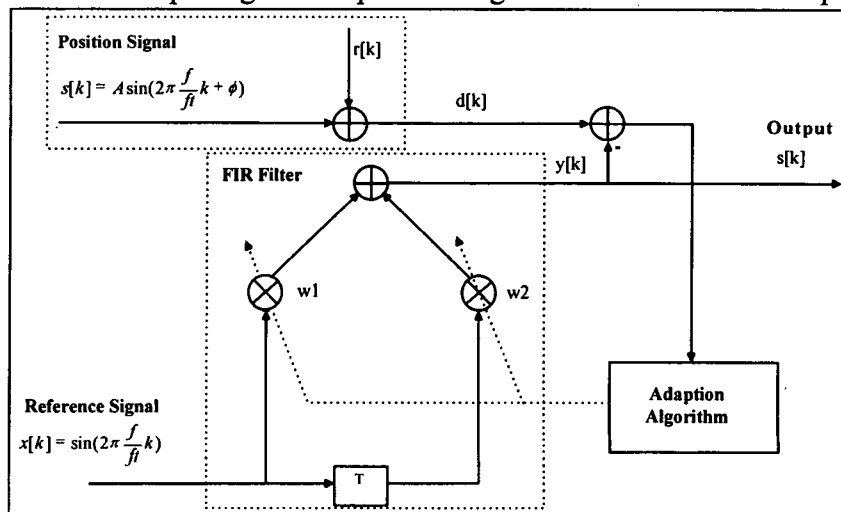 Position Signal
r[k]
s[k] = A sin(2π f/ft k + ϕ)
d[k]
Output
s[k]
y[k]
-
FIR Filter
w1
w2
Adaption
Algorithm
Reference Signal
x[k] = sin(2π f/ft k)
T